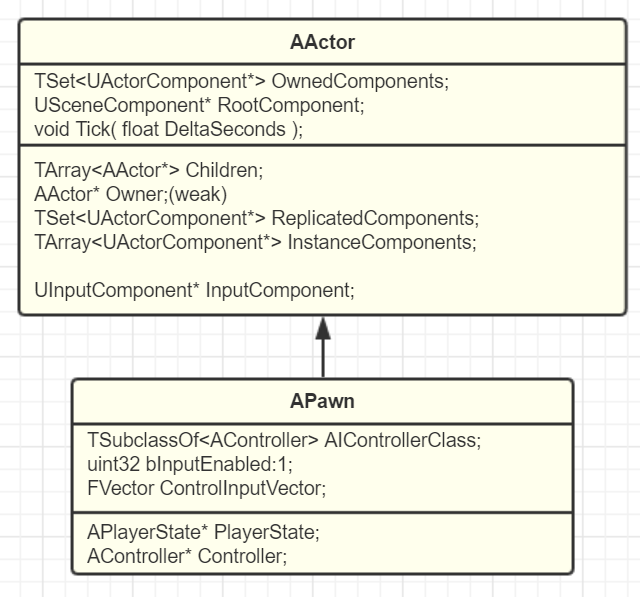 AActor
TSet<UActorComponent*> OwnedComponents;
USceneComponent* RootComponent;
void Tick( float DeltaSeconds );
TArray<AActor*> Children;
AActor* Owner;(weak)
TSet<UActorComponent*> ReplicatedComponents;
TArray<UActorComponent*> InstanceComponents;
UInputComponent* InputComponent;
APawn
TSubclassOf<AController> AIControllerClass;
uint32 bInputEnabled:1;
FVector ControlInputVector;
APlayerState* PlayerState;
AController* Controller;